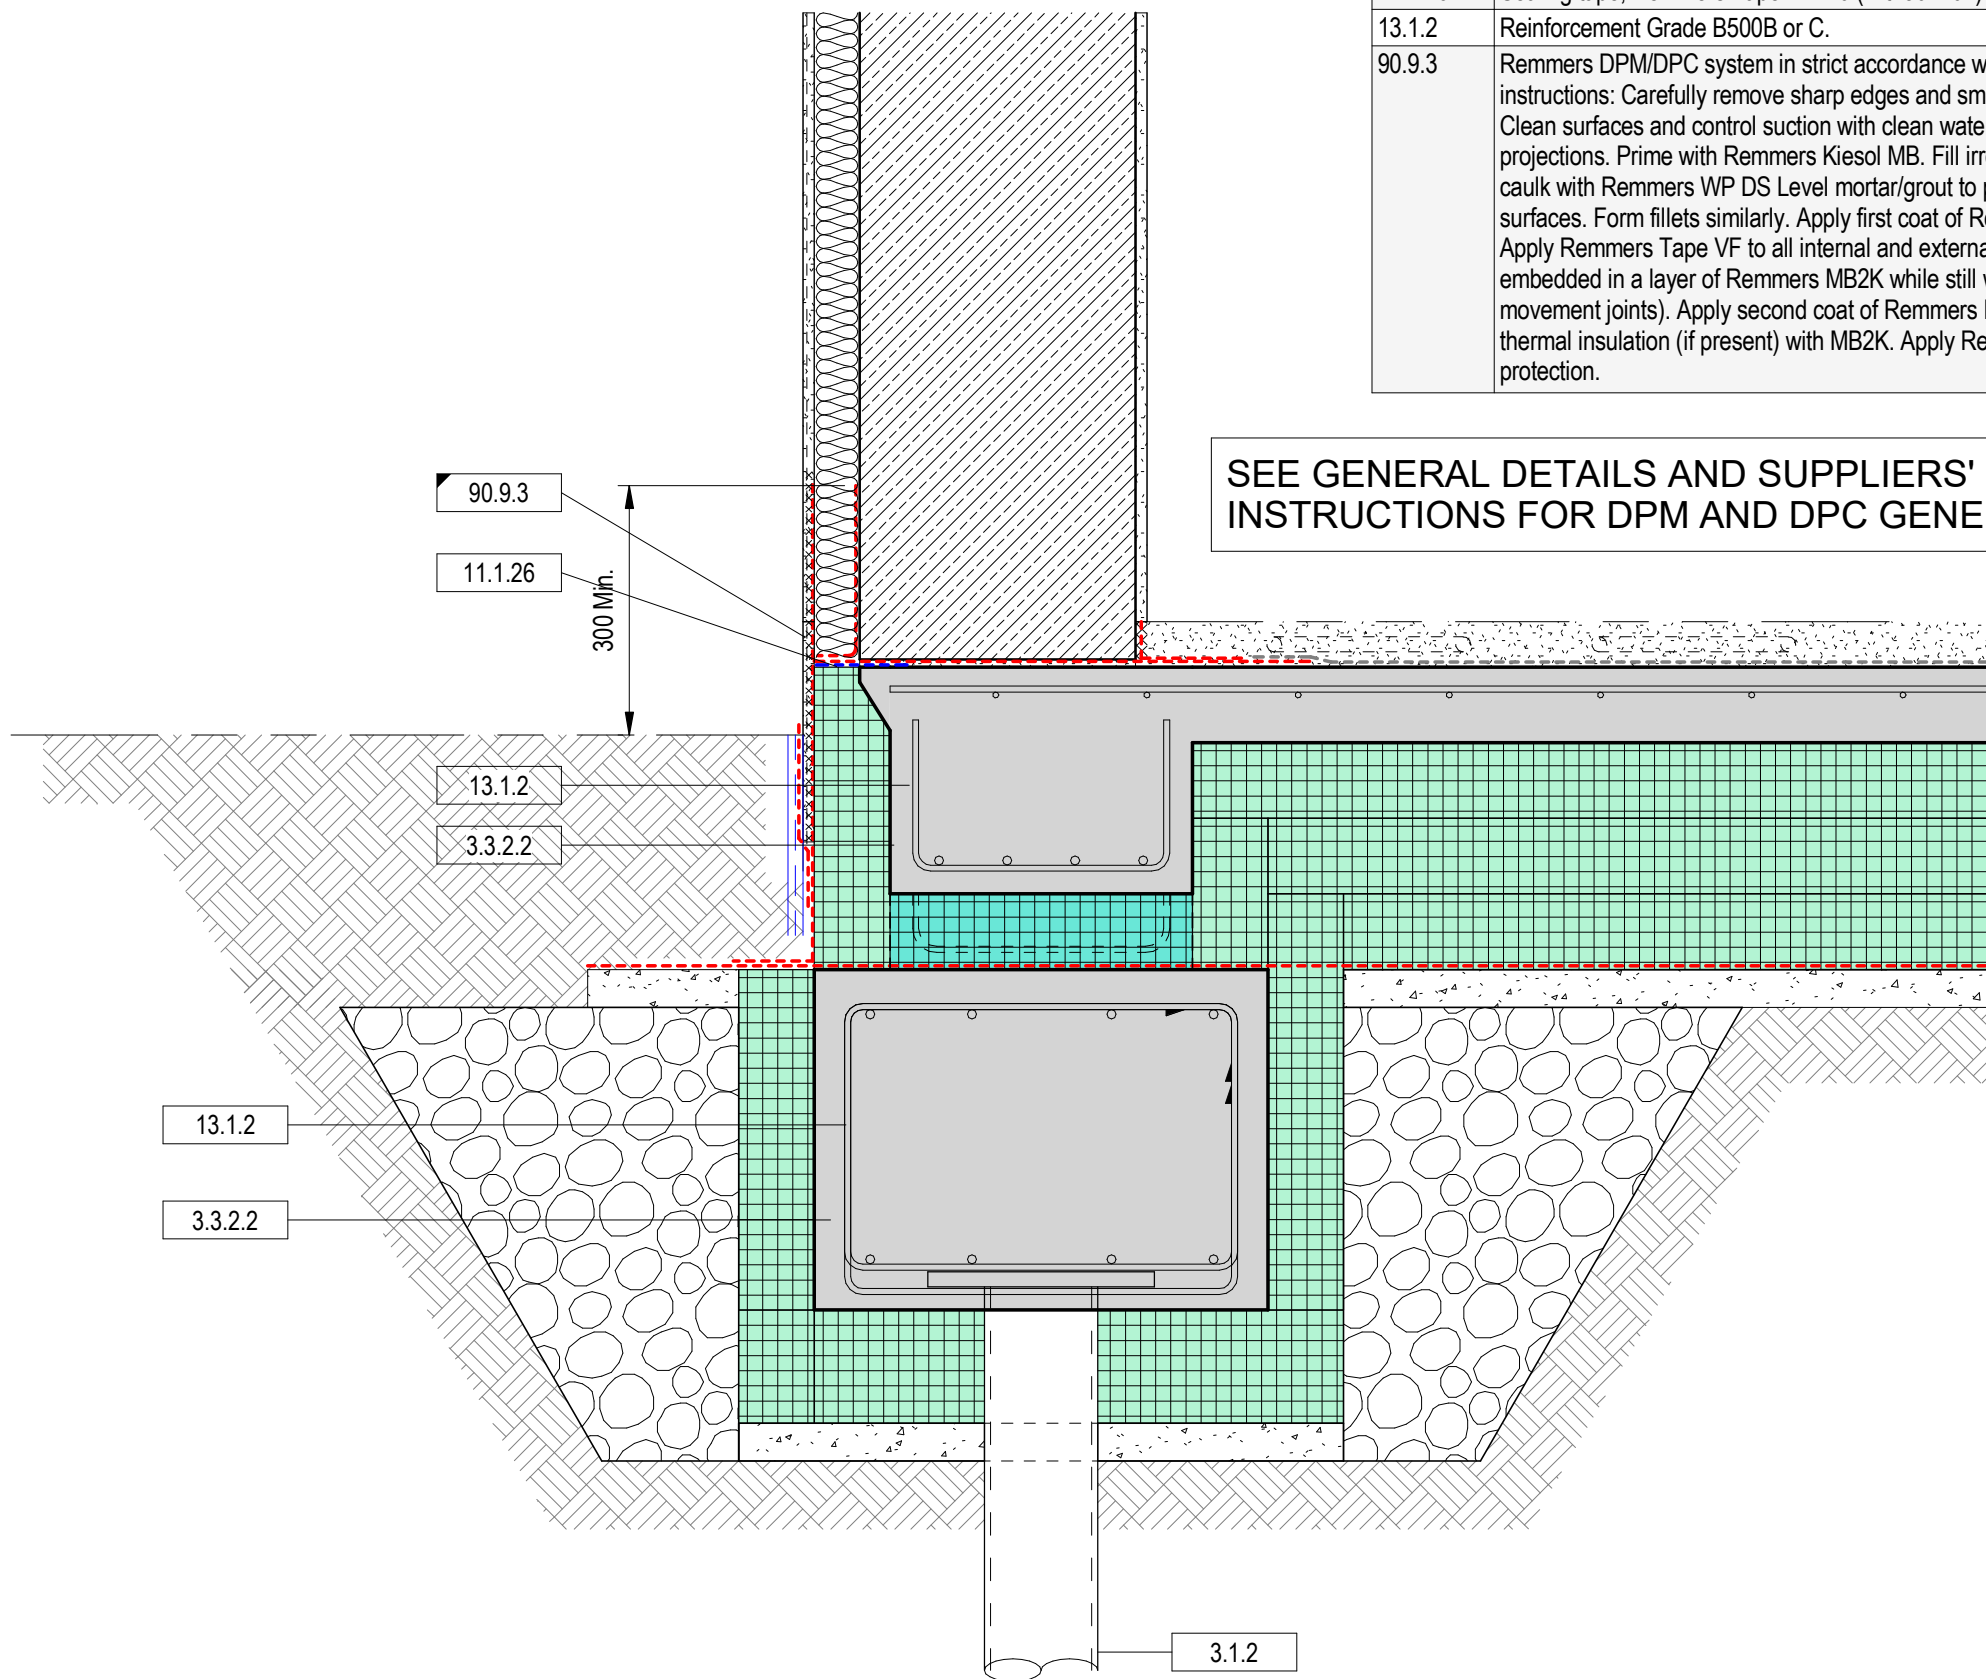 13.1.2 Reinforcement Grade B500B or C.
90.9.3 Remmers DPM/DPC system in strict accordance w
instructions: Carefully remove sharp edges and sm
Clean surfaces and control suction with clean wate
projections. Prime with Remmers Kiesol MB. Fill irr
caulk with Remmers WP DS Level mortar/grout to p
surfaces. Form fillets similarly. Apply first coat of R
Apply Remmers Tape VF to all internal and externa
embedded in a layer of Remmers MB2K while still
movement joints). Apply second coat of Remmers
thermal insulation (if present) with MB2K. Apply Re
protection.
SEE GENERAL DETAILS AND SUPPLIERS'
INSTRUCTIONS FOR DPM AND DPC GENE
90.9.3
11.1.26
300 Min.
13.1.2
3.3.2.2
13.1.2
3.3.2.2
3.1.2